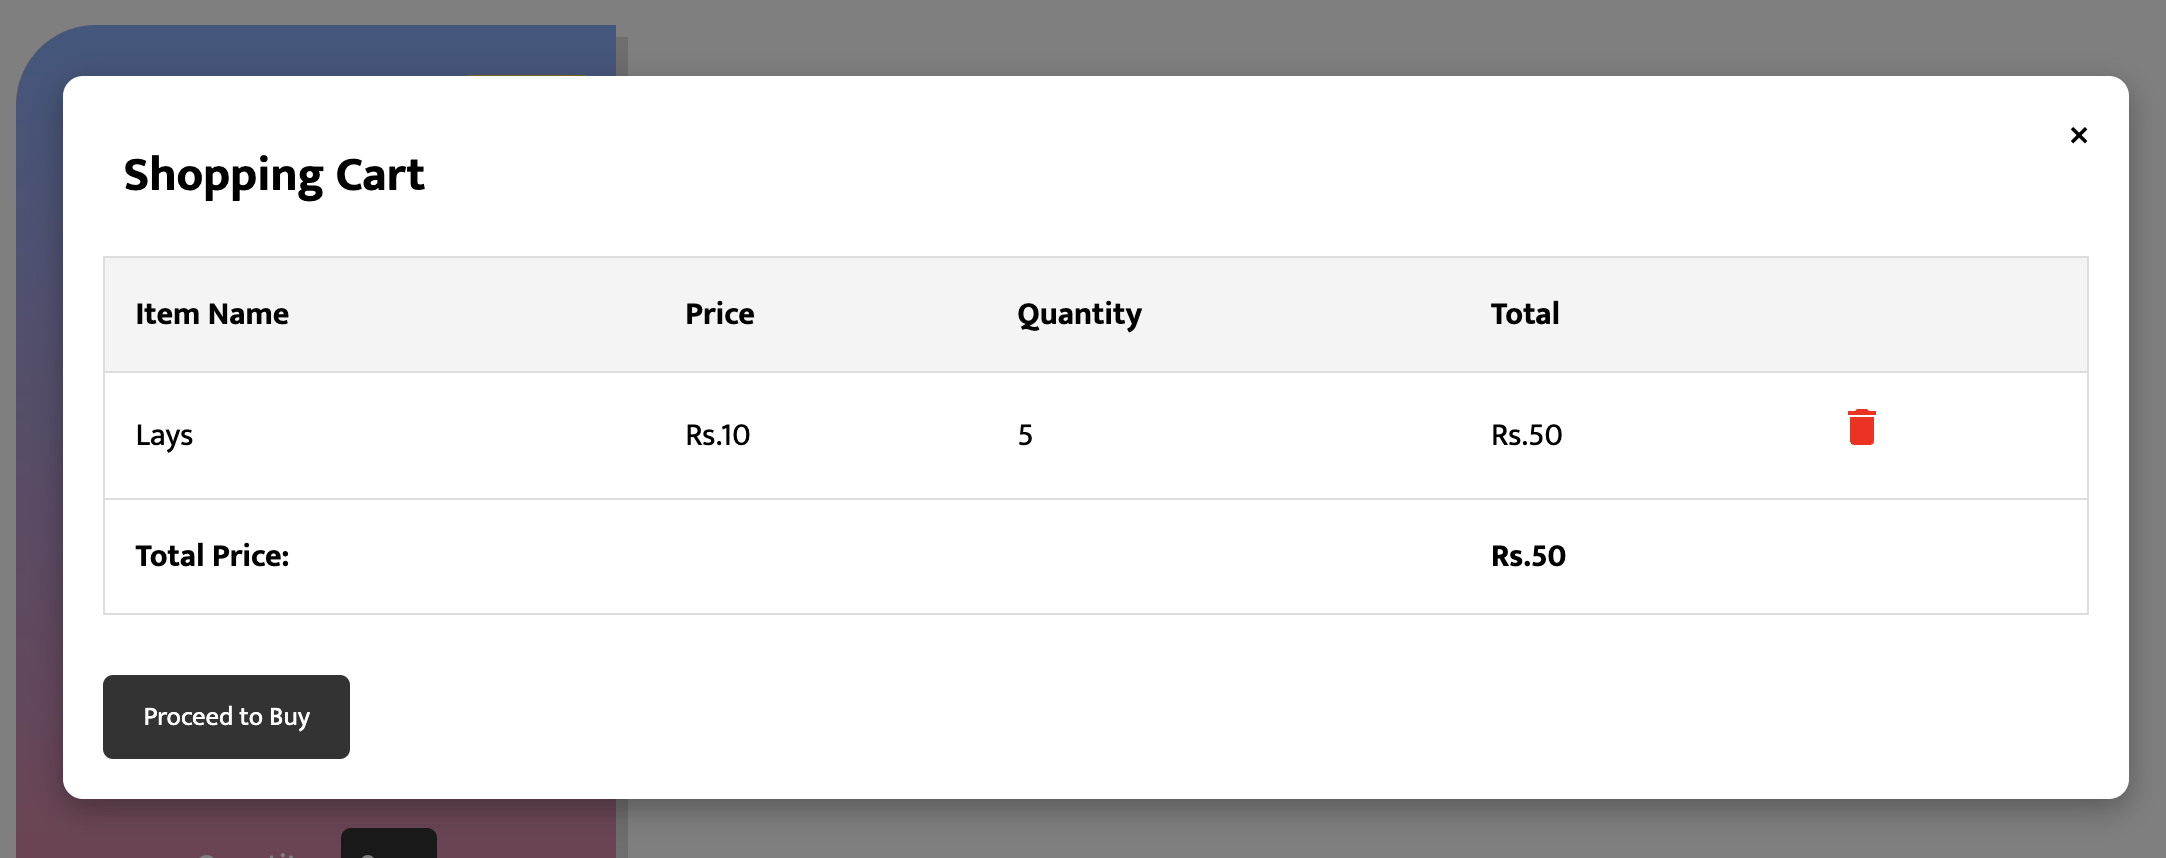 ×
Shopping Cart
Item Name Price Quantity Total
Lays Rs.10 5 Rs.50
Total Price: Rs.50
Proceed to Buy